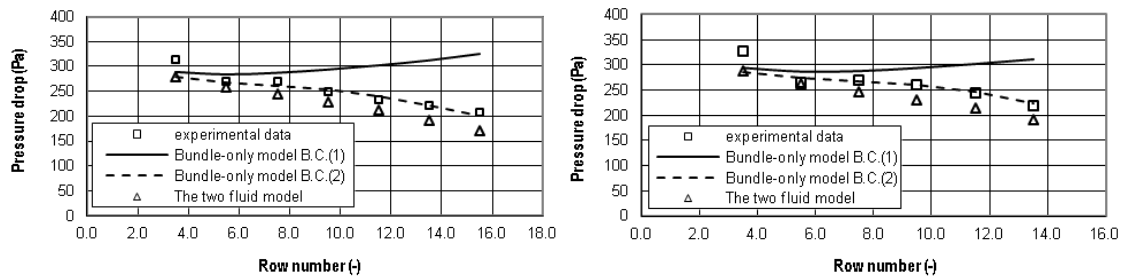 400
350
300
250
200
150
100
50
0
Pressure drop (Pa)
experimental data
Bundle-only model B.C.(1)
Bundle-only model B.C.(2)
The two fluid model
0.0 2.0 4.0 6.0 8.0 10.0 12.0 14.0 16.0 18.0
Row number (-)
400
350
300
250
200
150
100
50
0
Pressure drop (Pa)
experimental data
Bundle-only model B.C.(1)
Bundle-only model B.C.(2)
The two fluid model
0.0 2.0 4.0 6.0 8.0 10.0 12.0 14.0 16.0
Row number (-)